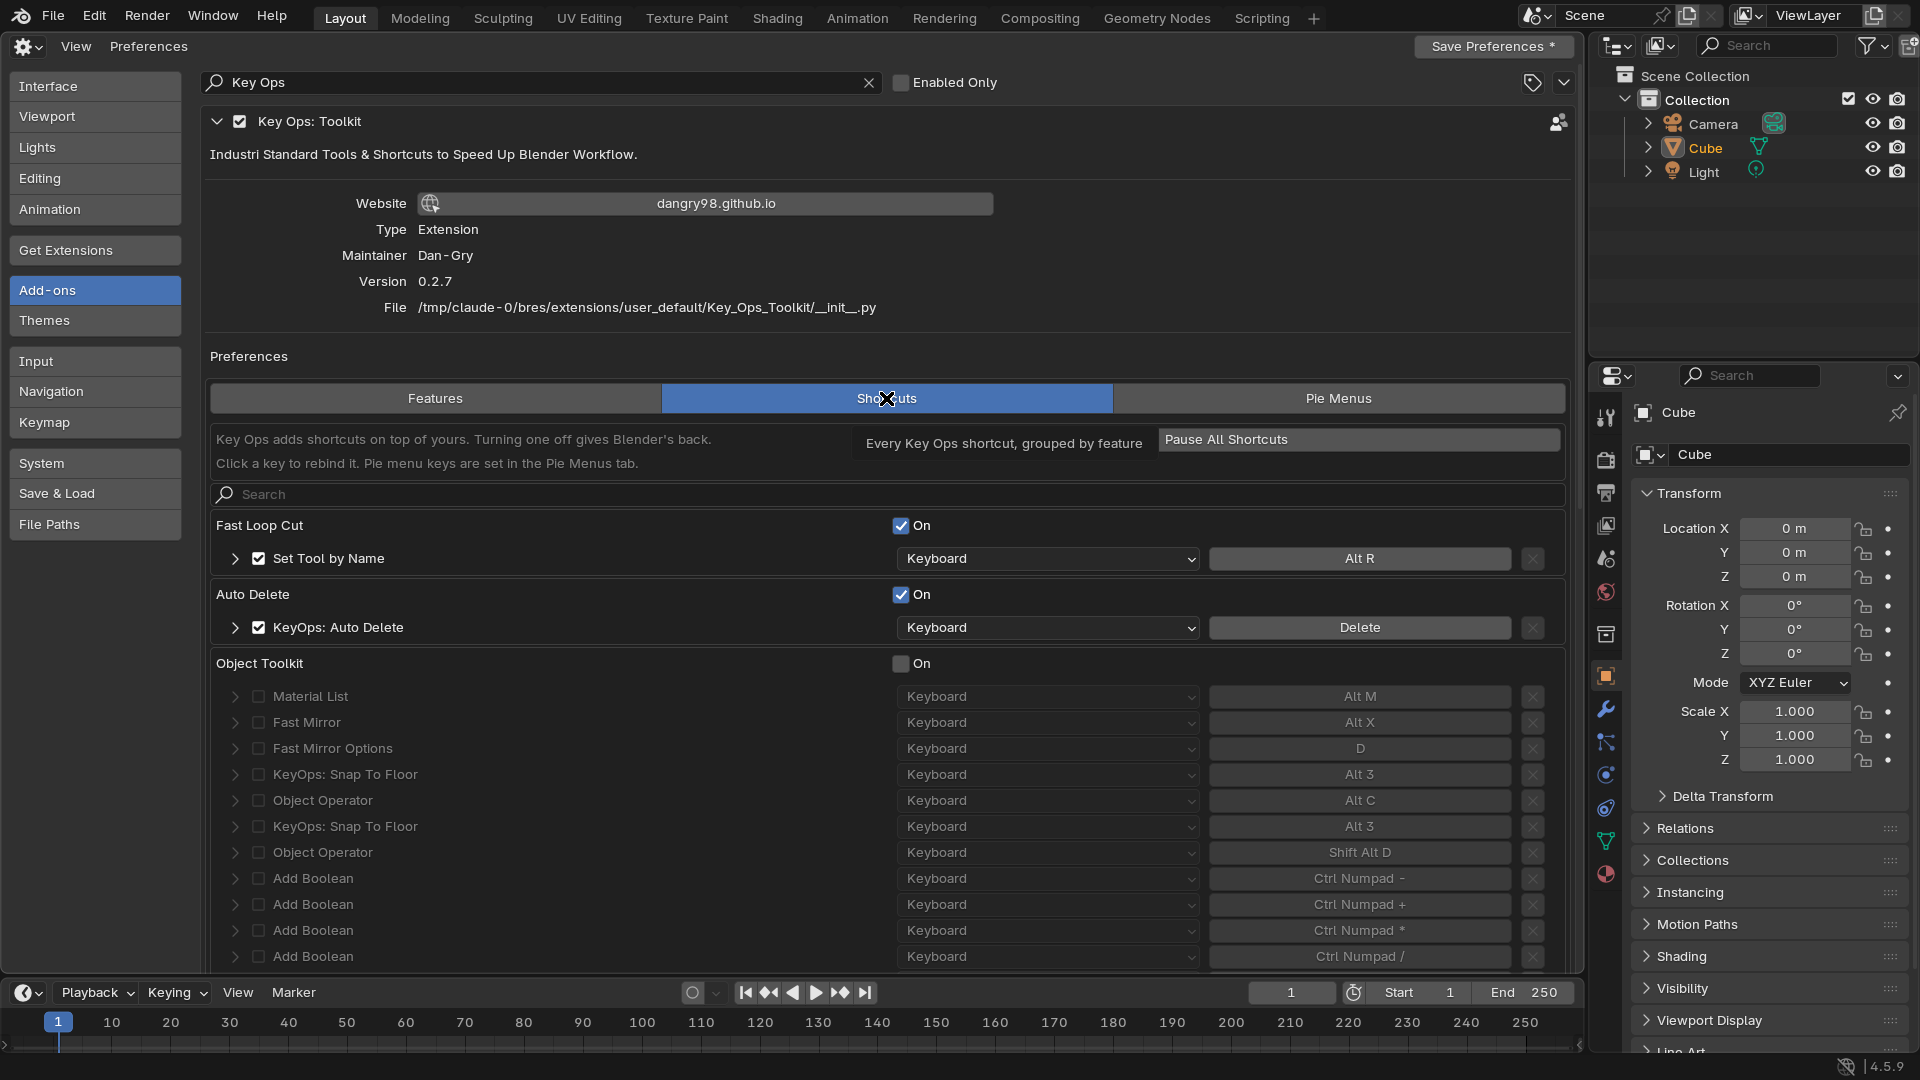 File Edit Render Window Help Layout Modeling Sculpting UV Editing Texture Paint Shading Animation Rendering Compositing Geometry Nodes Scripting Scene ViewLayer
View Preferences Save Preferences *
Search
Interface
Viewport
Lights
Editing
Animation
Get Extensions
Add-ons
Themes
Input
Navigation
Keymap
System
Save & Load
File Paths
Key Ops Enabled Only
Key Ops: Toolkit
Industri Standard Tools & Shortcuts to Speed Up Blender Workflow.
Website dangry98.github.io
Type Extension
Maintainer Dan-Gry
Version 0.2.7
File /tmp/claude-0/bres/extensions/user_default/Key_Ops_Toolkit/__init__.py
Preferences
Features Shortcuts Pie Menus
Key Ops adds shortcuts on top of yours. Turning one off gives Blender's back.
Click a key to rebind it. Pie menu keys are set in the Pie Menus tab.
Every Key Ops shortcut, grouped by feature
Pause All Shortcuts
Search
Fast Loop Cut On
Set Tool by Name Keyboard Alt R
Auto Delete On
KeyOps: Auto Delete Keyboard Delete
Object Toolkit On
Material List Keyboard Alt M
Fast Mirror Keyboard Alt X
Fast Mirror Options Keyboard D
KeyOps: Snap To Floor Keyboard Alt 3
Object Operator Keyboard Alt C
KeyOps: Snap To Floor Keyboard Alt 3
Object Operator Keyboard Shift Alt D
Add Boolean Keyboard Ctrl Numpad -
Add Boolean Keyboard Ctrl Numpad +
Add Boolean Keyboard Ctrl Numpad *
Add Boolean Keyboard Ctrl Numpad /
Scene Collection
Collection
Camera
Cube
Light
Search
Cube
Cube
Transform
Location X 0 m
Y 0 m
Z 0 m
Rotation X 0°
Y 0°
Z 0°
Mode XYZ Euler
Scale X 1.000
Y 1.000
Z 1.000
Delta Transform
Relations
Collections
Instancing
Motion Paths
Shading
Visibility
Viewport Display
Line Art
Playback Keying View Marker 1 Start 1 End 250
1 10 20 30 40 50 60 70 80 90 100 110 120 130 140 150 160 170 180 190 200 210 220 230 240 250
4.5.9